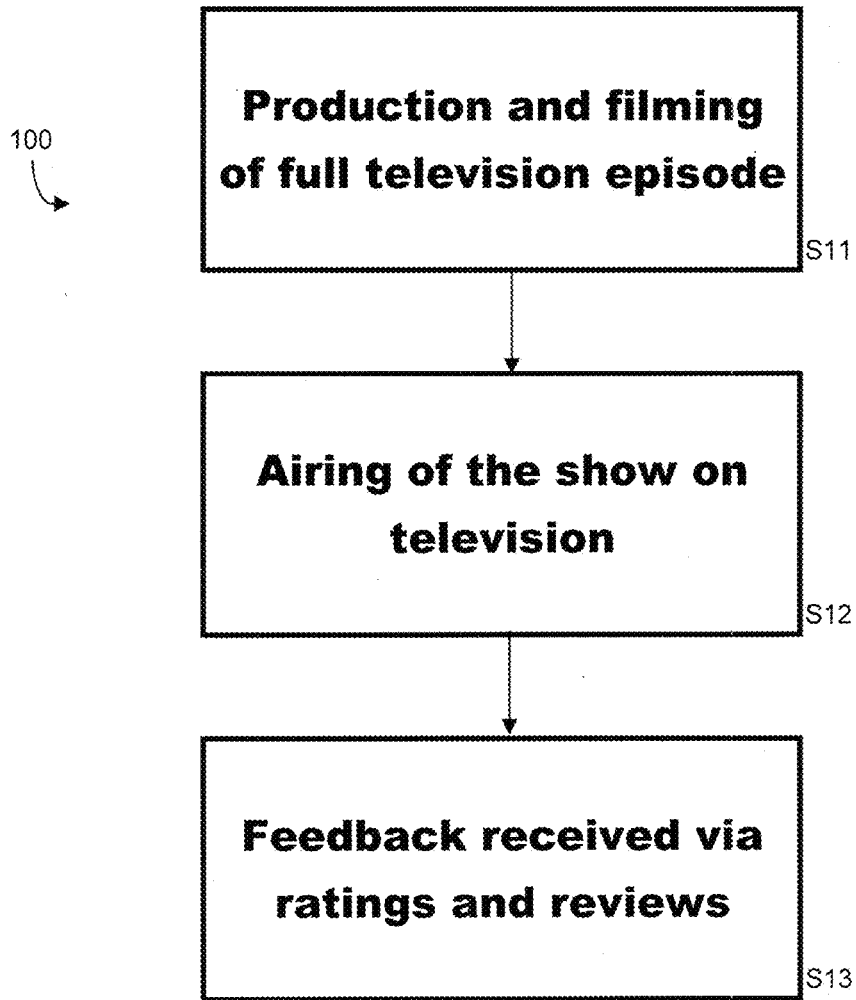 100
Production and filming
of full television episode
S11
Airing of the show on
television
S12
Feedback received via
ratings and reviews
S13